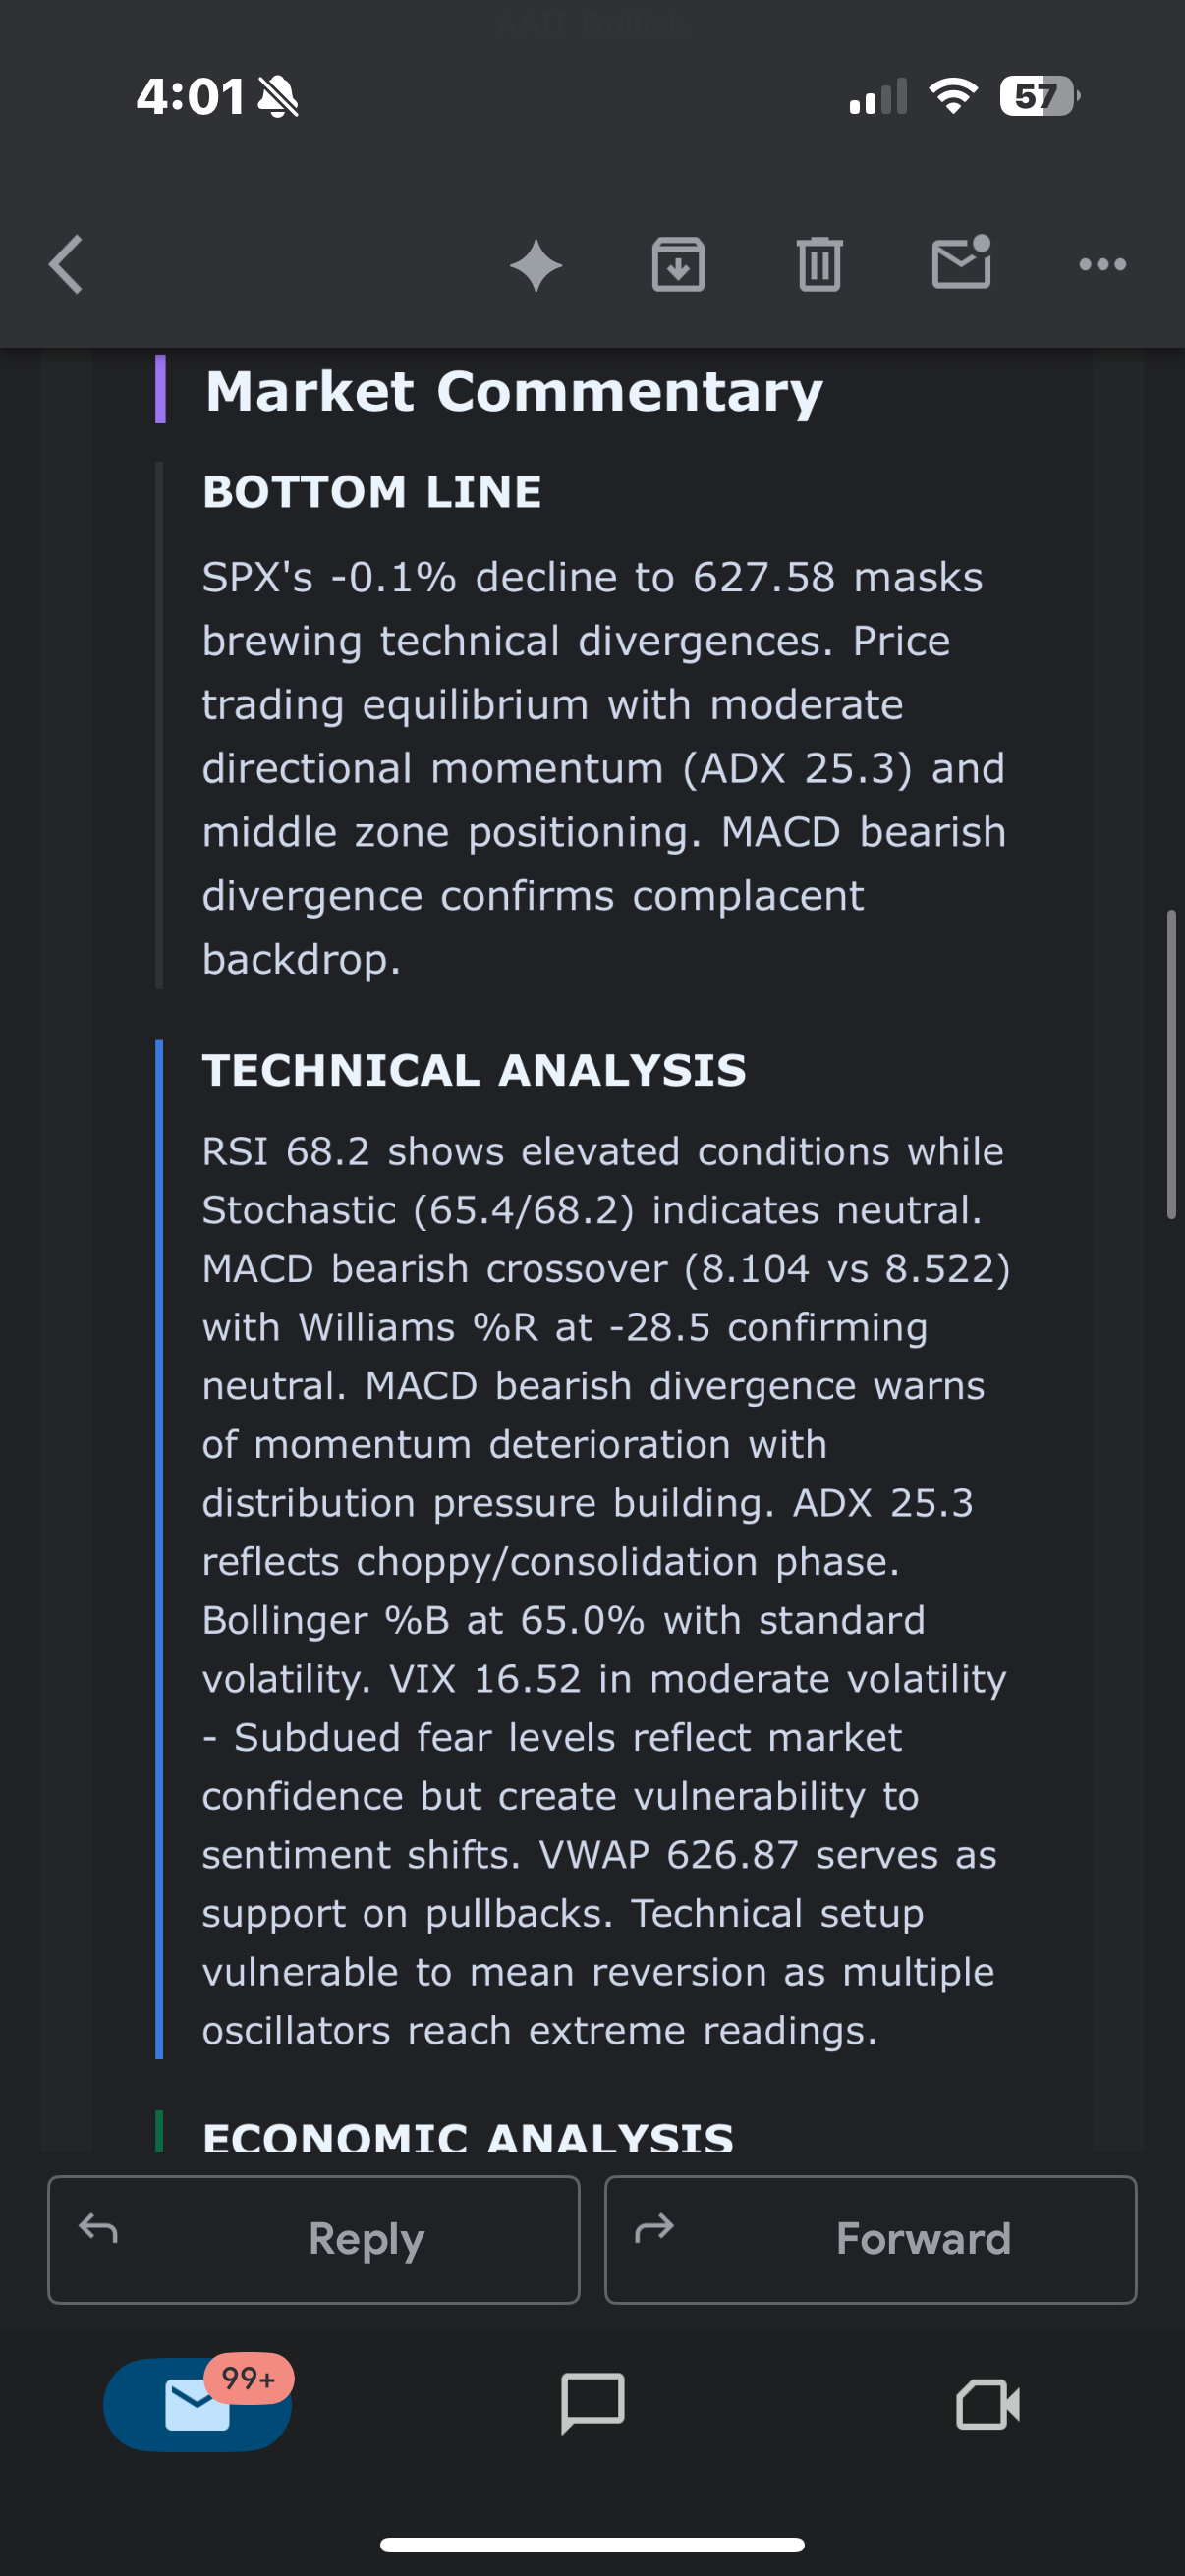 AAII Bullish
4:01
57
Market Commentary
BOTTOM LINE
SPX's -0.1% decline to 627.58 masks
brewing technical divergences. Price
trading equilibrium with moderate
directional momentum (ADX 25.3) and
middle zone positioning. MACD bearish
divergence confirms complacent
backdrop.
TECHNICAL ANALYSIS
RSI 68.2 shows elevated conditions while
Stochastic (65.4/68.2) indicates neutral.
MACD bearish crossover (8.104 vs 8.522)
with Williams %R at -28.5 confirming
neutral. MACD bearish divergence warns
of momentum deterioration with
distribution pressure building. ADX 25.3
reflects choppy/consolidation phase.
Bollinger %B at 65.0% with standard
volatility. VIX 16.52 in moderate volatility
- Subdued fear levels reflect market
confidence but create vulnerability to
sentiment shifts. VWAP 626.87 serves as
support on pullbacks. Technical setup
vulnerable to mean reversion as multiple
oscillators reach extreme readings.
ECONOMIC ANALYSIS
Reply
Forward
99+